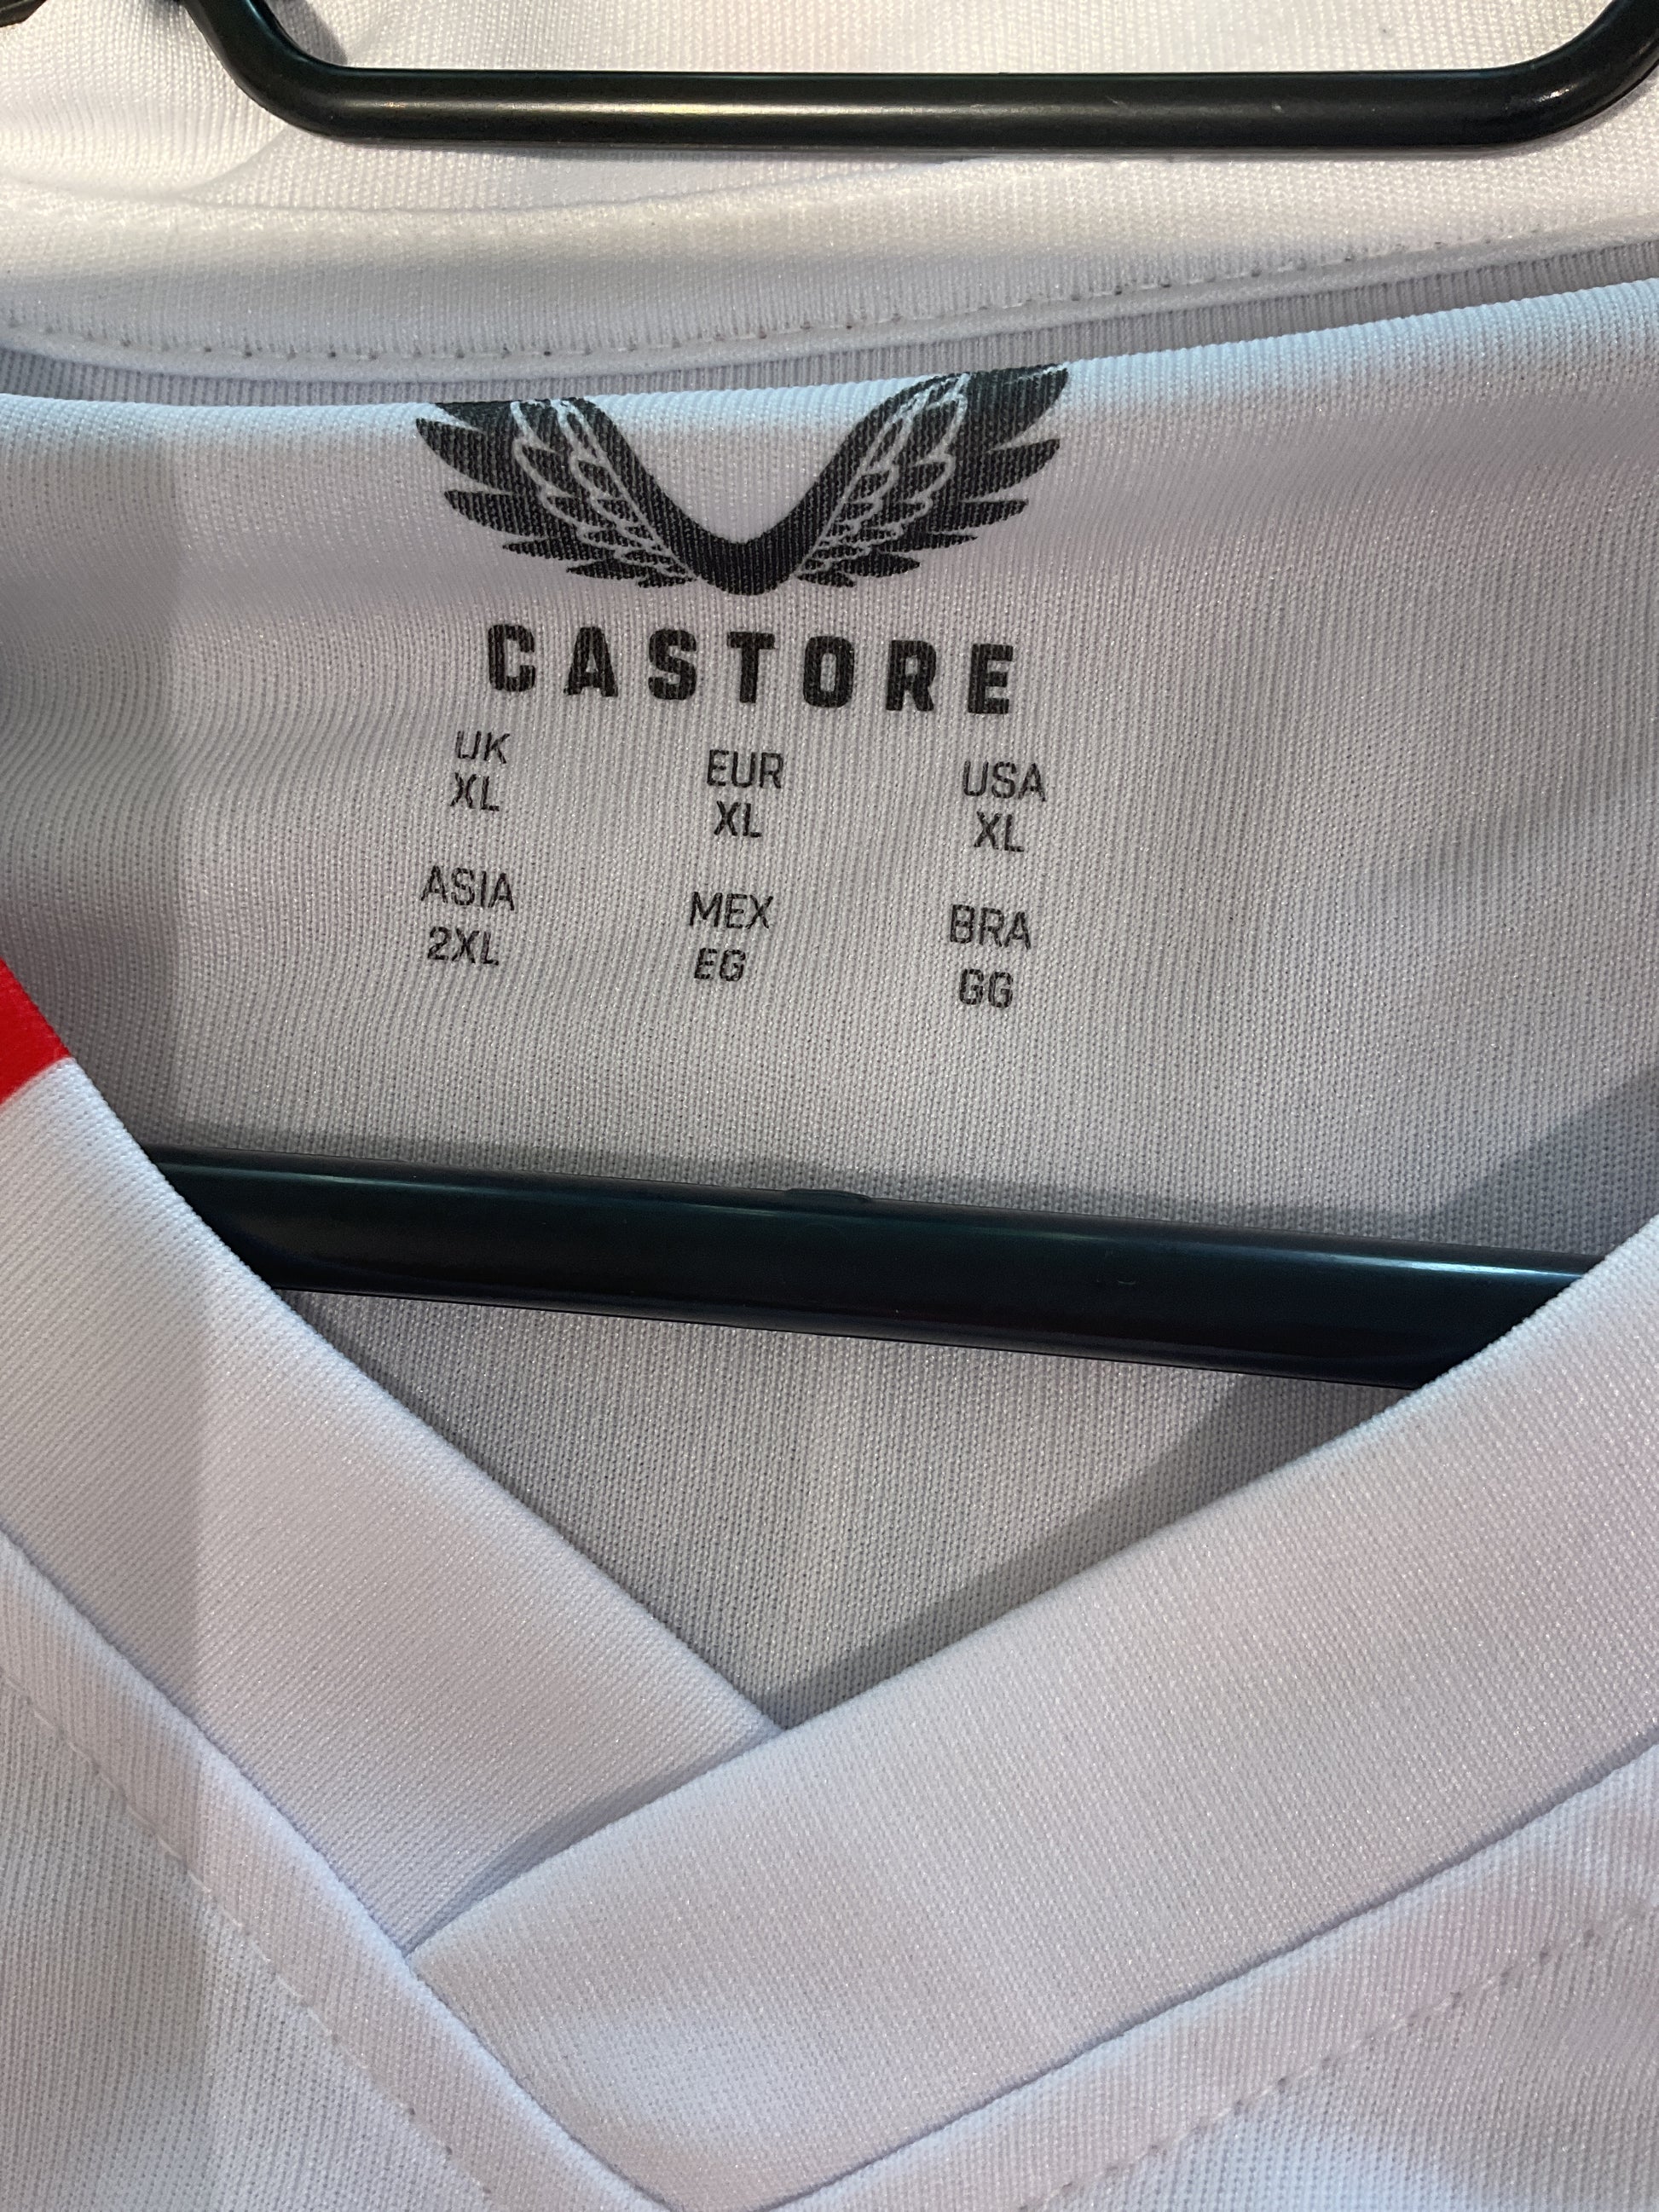 CASTORE
UK EUR USA
XL XL XL
ASIA MEX BRA
2XL EG GG